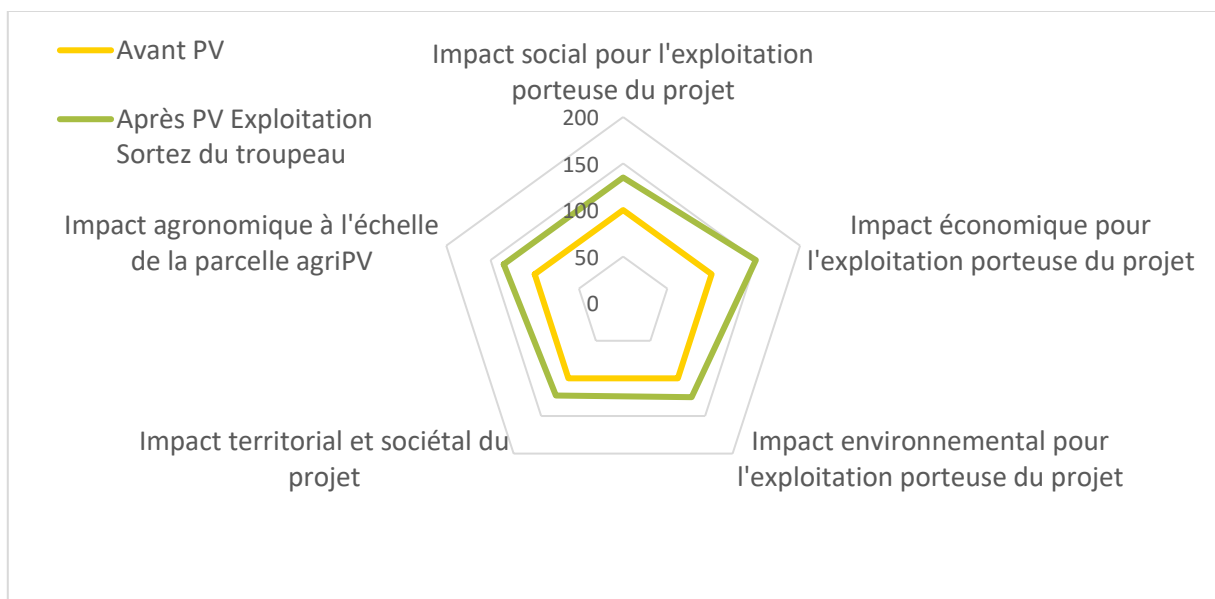 Avant PV
Après PV Exploitation
Sortez du troupeau
Impact social pour l'exploitation
porteuse du projet
200
150
100
50
0
Impact agronomique à l'échelle
de la parcelle agriPV
Impact économique pour
l'exploitation porteuse du projet
Impact territorial et sociétal du
projet
Impact environnemental pour
l'exploitation porteuse du projet